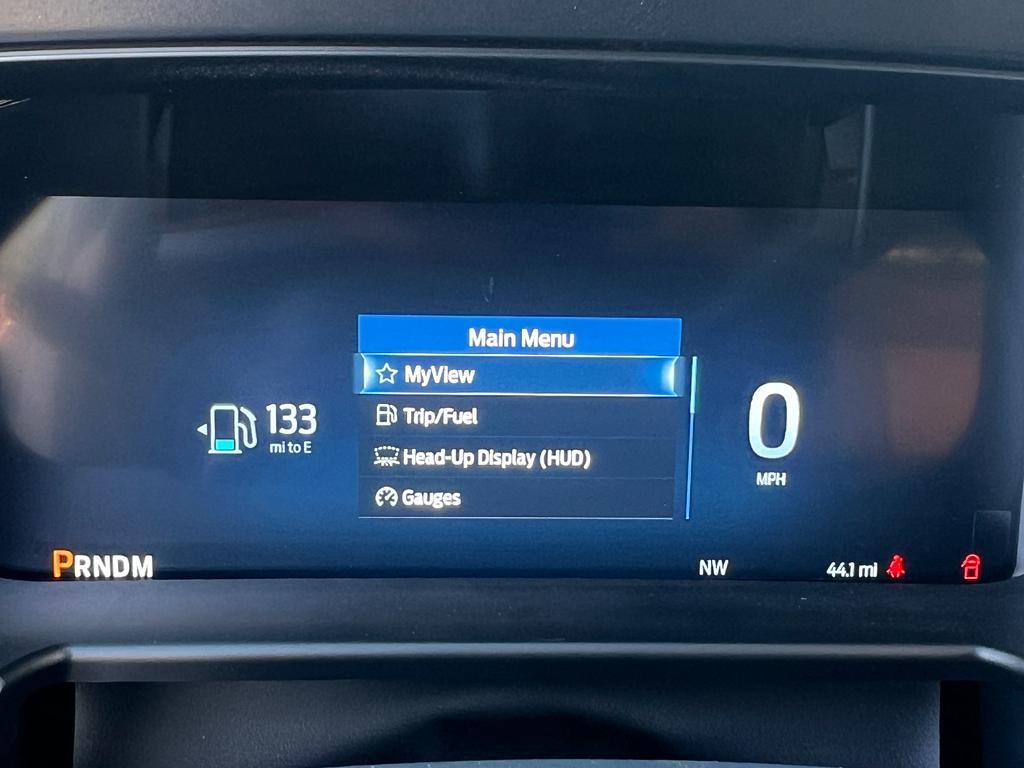 Main Menu
MyView
Trip/Fuel
Head-Up Display (HUD)
Gauges
133
mi to E
0
MPH
PRNDM
NW
44.1 mi